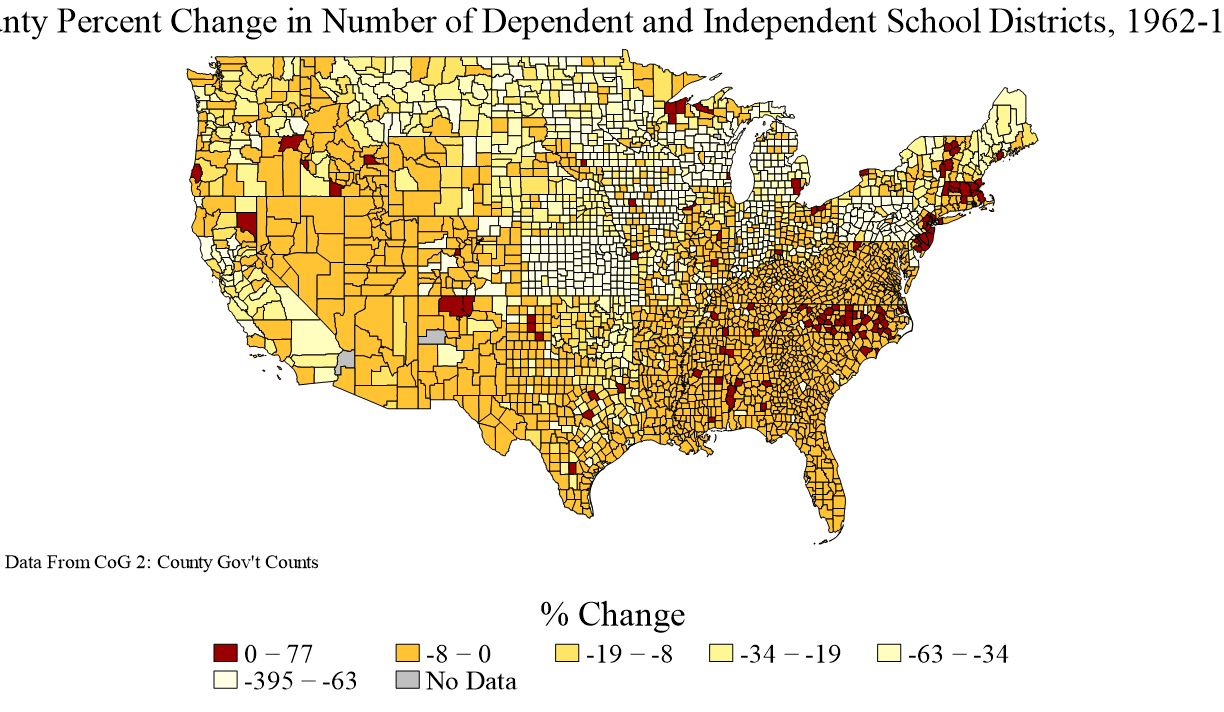 nty Percent Change in Number of Dependent and Independent School Districts, 1962-1
Data From CoG 2: County Gov't Counts
% Change
0 – 77 -8 – 0 -19 – -8 -34 – -19 -63 – -34
-395 – -63 No Data